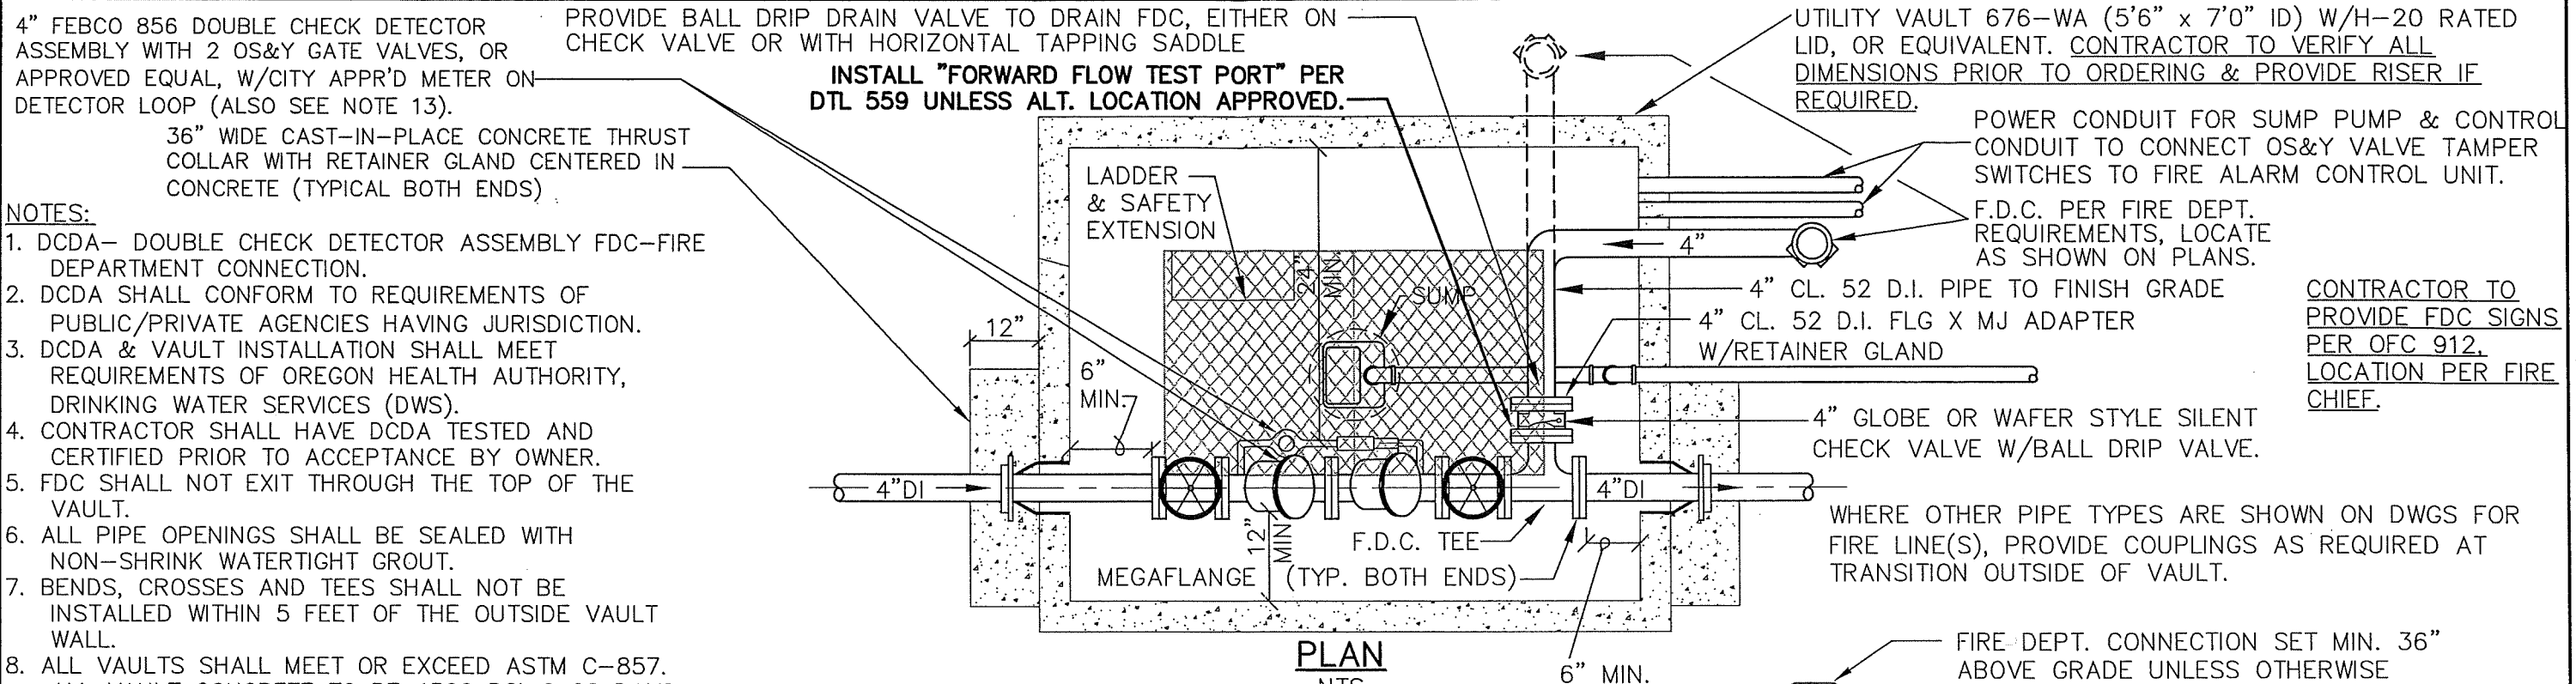 4" FEBCO 856 DOUBLE CHECK DETECTOR
ASSEMBLY WITH 2 OS&Y GATE VALVES, OR
APPROVED EQUAL, W/CITY APPR'D METER ON
DETECTOR LOOP (ALSO SEE NOTE 13).
36" WIDE CAST-IN-PLACE CONCRETE THRUST
COLLAR WITH RETAINER GLAND CENTERED IN
CONCRETE (TYPICAL BOTH ENDS)
NOTES:
1. DCDA- DOUBLE CHECK DETECTOR ASSEMBLY FDC-FIRE
DEPARTMENT CONNECTION.
2. DCDA SHALL CONFORM TO REQUIREMENTS OF
PUBLIC/PRIVATE AGENCIES HAVING JURISDICTION.
3. DCDA & VAULT INSTALLATION SHALL MEET
REQUIREMENTS OF OREGON HEALTH AUTHORITY,
DRINKING WATER SERVICES (DWS).
4. CONTRACTOR SHALL HAVE DCDA TESTED AND
CERTIFIED PRIOR TO ACCEPTANCE BY OWNER.
5. FDC SHALL NOT EXIT THROUGH THE TOP OF THE
VAULT.
6. ALL PIPE OPENINGS SHALL BE SEALED WITH
NON-SHRINK WATERTIGHT GROUT.
7. BENDS, CROSSES AND TEES SHALL NOT BE
INSTALLED WITHIN 5 FEET OF THE OUTSIDE VAULT
WALL.
8. ALL VAULTS SHALL MEET OR EXCEED ASTM C-857.
PROVIDE BALL DRIP DRAIN VALVE TO DRAIN FDC, EITHER ON
CHECK VALVE OR WITH HORIZONTAL TAPPING SADDLE
INSTALL "FORWARD FLOW TEST PORT" PER
DTL 559 UNLESS ALT. LOCATION APPROVED.
LADDER
& SAFETY
EXTENSION
24"
MIN.
SUMP
12"
6"
MIN.
4"
4"DI
4"DI
12"
MIN
F.D.C. TEE
MEGAFLANGE (TYP. BOTH ENDS)
PLAN
NTS
6" MIN.
UTILITY VAULT 676-WA (5'6" x 7'0" ID) W/H-20 RATED
LID, OR EQUIVALENT. CONTRACTOR TO VERIFY ALL
DIMENSIONS PRIOR TO ORDERING & PROVIDE RISER IF
REQUIRED.
POWER CONDUIT FOR SUMP PUMP & CONTROL
CONDUIT TO CONNECT OS&Y VALVE TAMPER
SWITCHES TO FIRE ALARM CONTROL UNIT.
F.D.C. PER FIRE DEPT.
REQUIREMENTS, LOCATE
AS SHOWN ON PLANS.
4" CL. 52 D.I. PIPE TO FINISH GRADE
4" CL. 52 D.I. FLG X MJ ADAPTER
W/RETAINER GLAND
CONTRACTOR TO
PROVIDE FDC SIGNS
PER OFC 912,
LOCATION PER FIRE
CHIEF.
4" GLOBE OR WAFER STYLE SILENT
CHECK VALVE W/BALL DRIP VALVE.
WHERE OTHER PIPE TYPES ARE SHOWN ON DWGS FOR
FIRE LINE(S), PROVIDE COUPLINGS AS REQUIRED AT
TRANSITION OUTSIDE OF VAULT.
FIRE DEPT. CONNECTION SET MIN. 36"
ABOVE GRADE UNLESS OTHERWISE